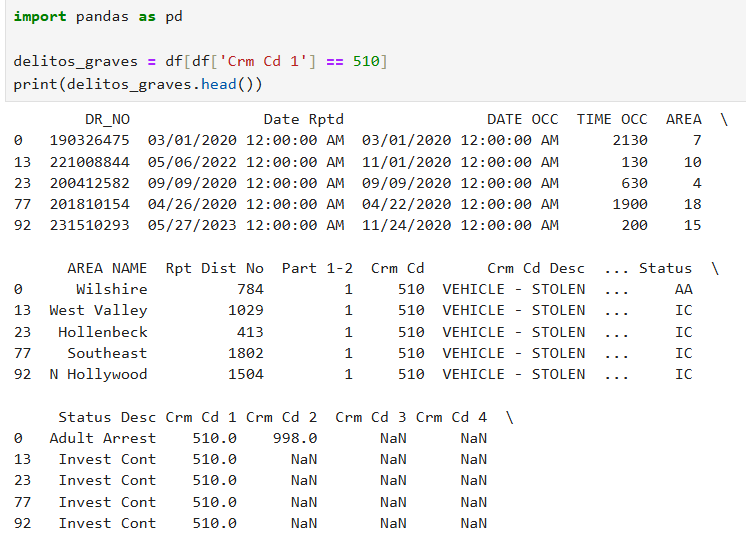 import pandas as pd
delitos_graves = df[df['Crm Cd 1'] == 510]
print(delitos_graves.head())
DR_NO Date Rptd DATE OCC TIME OCC AREA \
0 190326475 03/01/2020 12:00:00 AM 03/01/2020 12:00:00 AM 2130 7
13 221008844 05/06/2022 12:00:00 AM 11/01/2020 12:00:00 AM 130 10
23 200412582 09/09/2020 12:00:00 AM 09/09/2020 12:00:00 AM 630 4
77 201810154 04/26/2020 12:00:00 AM 04/22/2020 12:00:00 AM 1900 18
92 231510293 05/27/2023 12:00:00 AM 11/24/2020 12:00:00 AM 200 15
AREA NAME Rpt Dist No Part 1-2 Crm Cd Crm Cd Desc ... Status \
0 Wilshire 784 1 510 VEHICLE - STOLEN ... AA
13 West Valley 1029 1 510 VEHICLE - STOLEN ... IC
23 Hollenbeck 413 1 510 VEHICLE - STOLEN ... IC
77 Southeast 1802 1 510 VEHICLE - STOLEN ... IC
92 N Hollywood 1504 1 510 VEHICLE - STOLEN ... IC
Status Desc Crm Cd 1 Crm Cd 2 Crm Cd 3 Crm Cd 4 \
0 Adult Arrest 510.0 998.0 NaN NaN
13 Invest Cont 510.0 NaN NaN NaN
23 Invest Cont 510.0 NaN NaN NaN
77 Invest Cont 510.0 NaN NaN NaN
92 Invest Cont 510.0 NaN NaN NaN